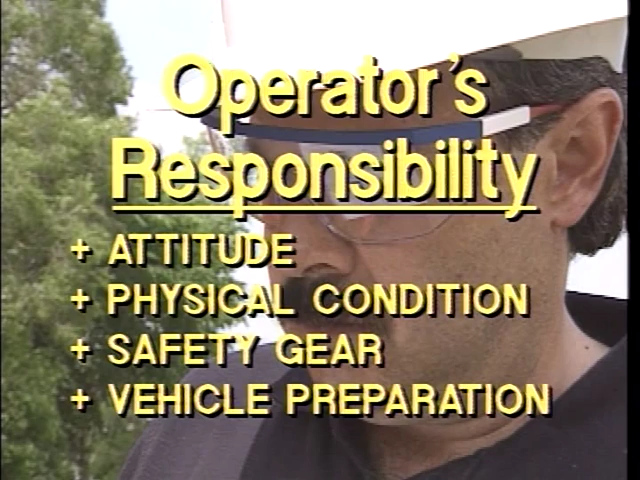 Operator's
Responsibility
+ ATTITUDE
+ PHYSICAL CONDITION
+ SAFETY GEAR
+ VEHICLE PREPARATION